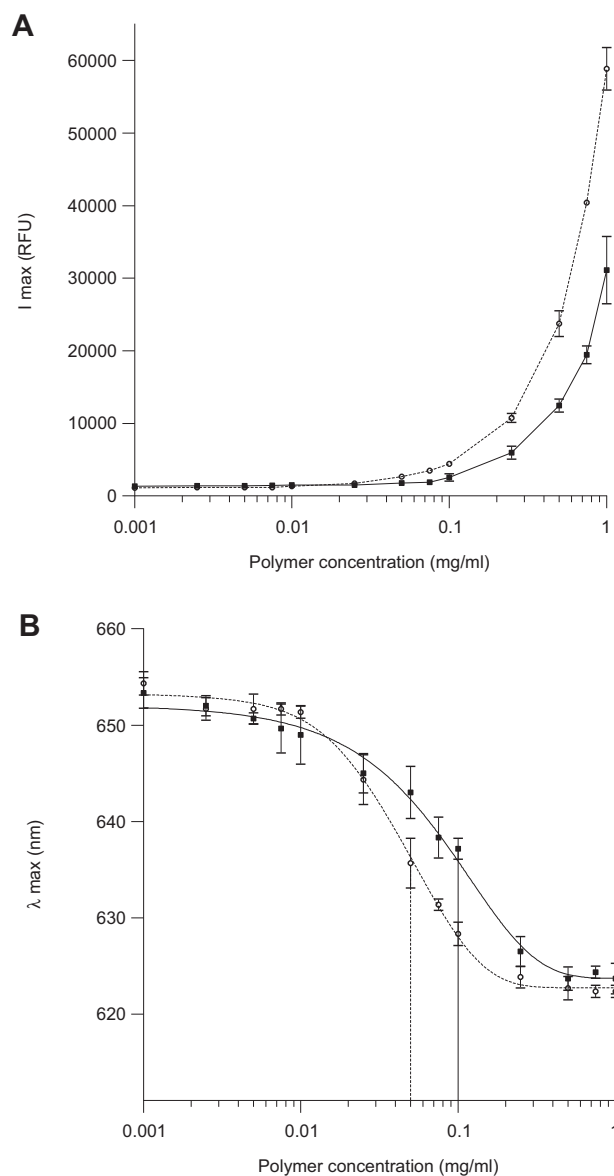 A
60000
50000
40000
30000
20000
10000
0
I max (RFU)
0.001 0.01 0.1 1
Polymer concentration (mg/ml)
B
660
650
640
630
620
λ max (nm)
0.001 0.01 0.1 1
Polymer concentration (mg/ml)